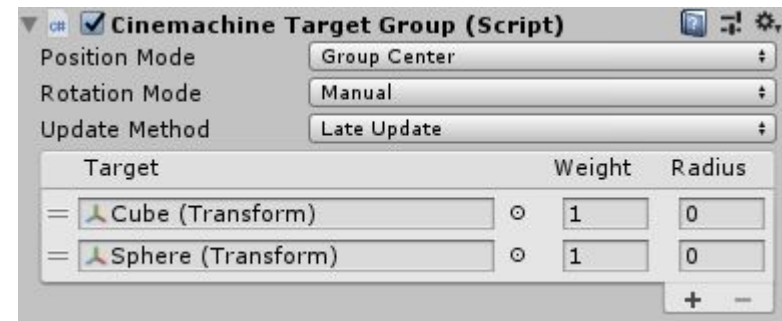 Cinemachine Target Group (Script)
Position Mode Group Center
Rotation Mode Manual
Update Method Late Update
Target Weight Radius
Cube (Transform) 1 0
Sphere (Transform) 1 0